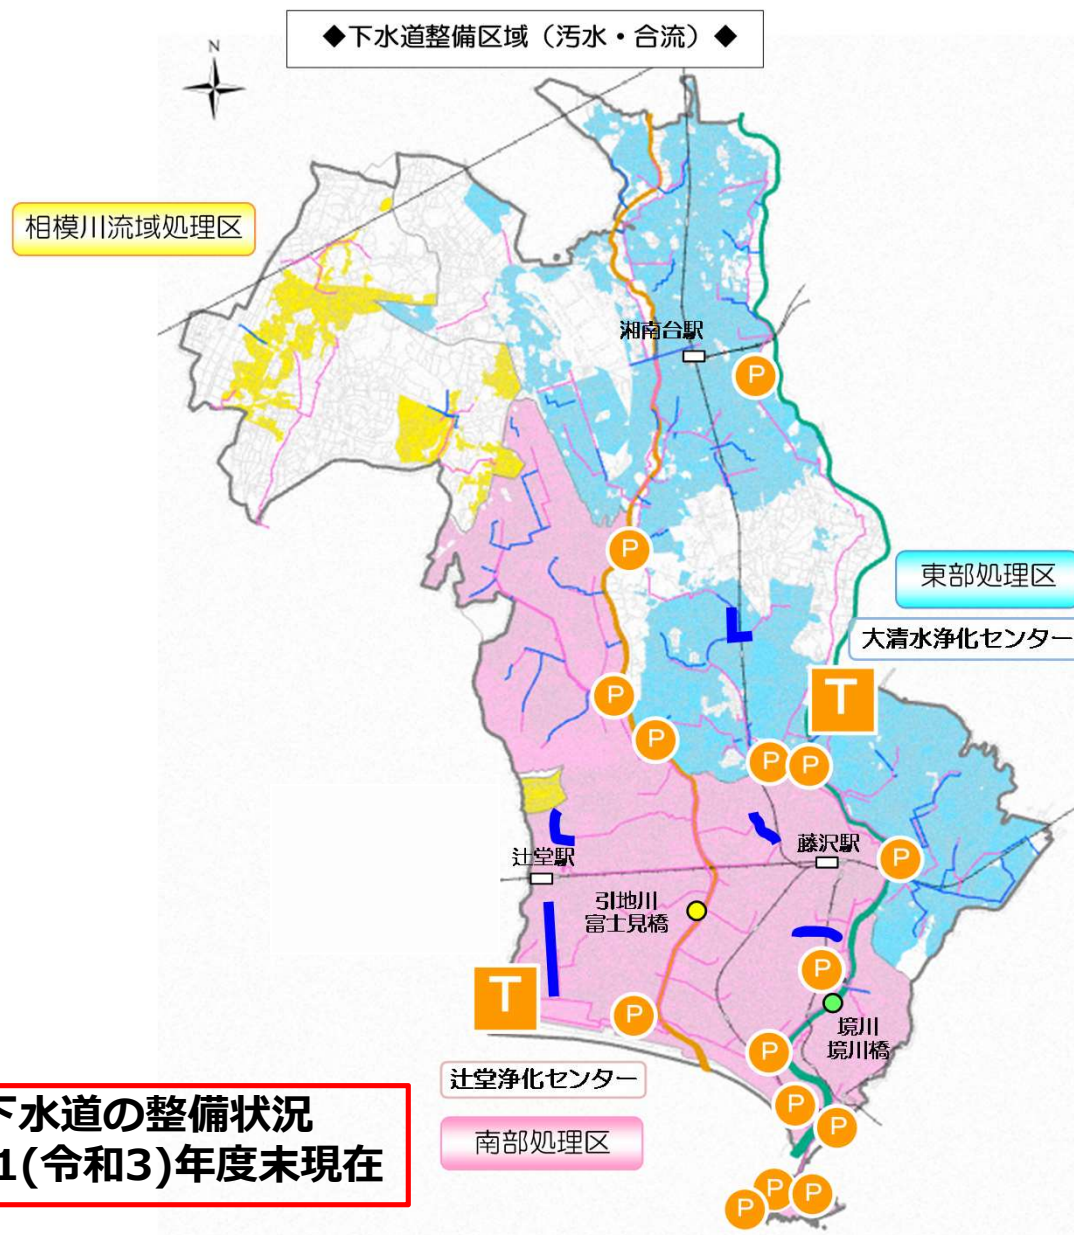 ◆下水道整備区域（汚水・合流）◆
N
相模川流域処理区
湘南台駅
P
P
東部処理区
大清水浄化センター
T
P
P
P
P
藤沢駅
P
辻堂駅
引地川
富士見橋
P
T
P
境川
境川橋
P
辻堂浄化センター
P
P
下水道の整備状況
1(令和3)年度末現在
南部処理区
P
P
P